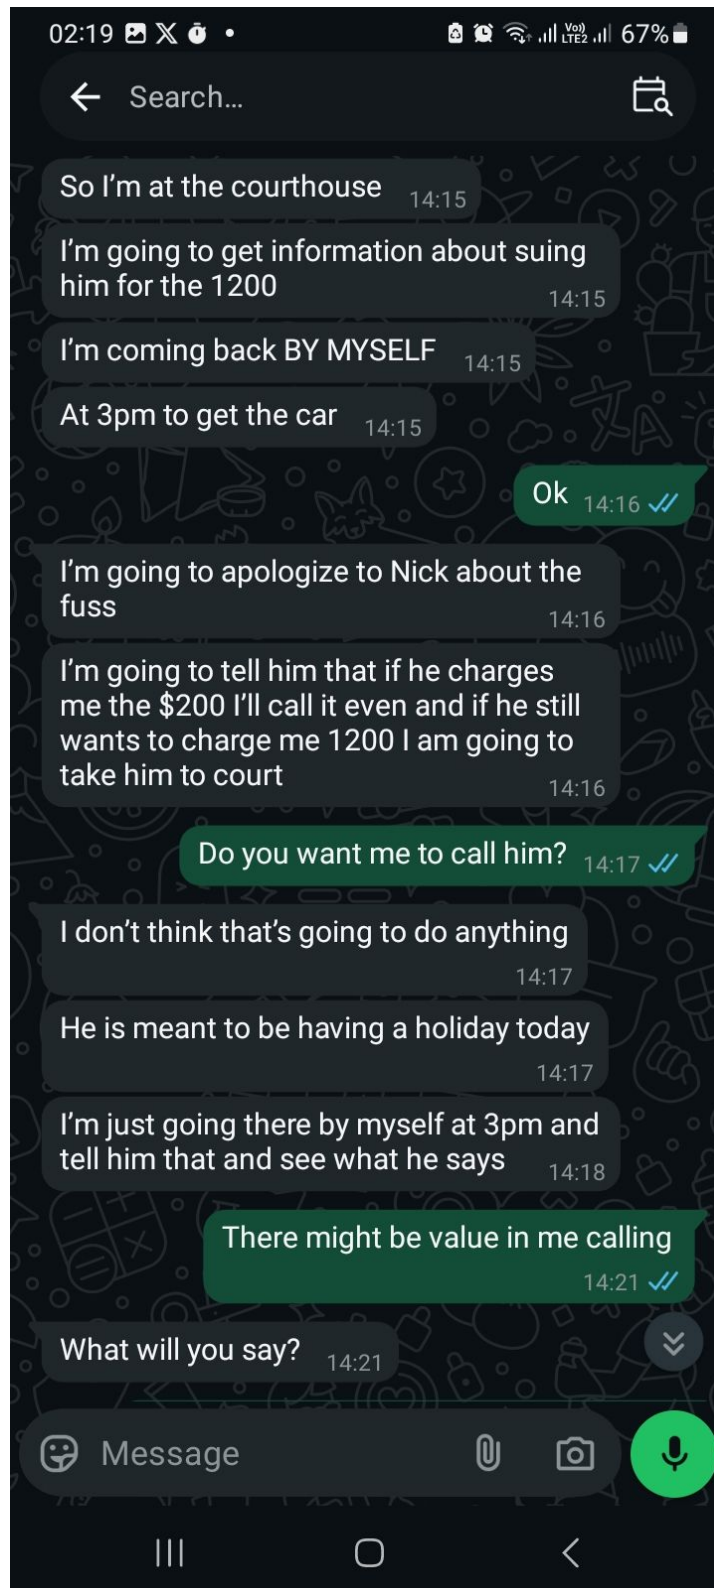 02:19 67%
Vo))
LTE2
Search...
So I'm at the courthouse 14:15
I'm going to get information about suing
him for the 1200
14:15
I'm coming back BY MYSELF 14:15
At 3pm to get the car 14:15
Ok 14:16
I'm going to apologize to Nick about the
fuss
14:16
I'm going to tell him that if he charges
me the $200 I'll call it even and if he still
wants to charge me 1200 I am going to
take him to court
14:16
Do you want me to call him? 14:17
I don't think that's going to do anything
14:17
He is meant to be having a holiday today
14:17
I'm just going there by myself at 3pm and
tell him that and see what he says 14:18
There might be value in me calling
14:21
What will you say? 14:21
Message